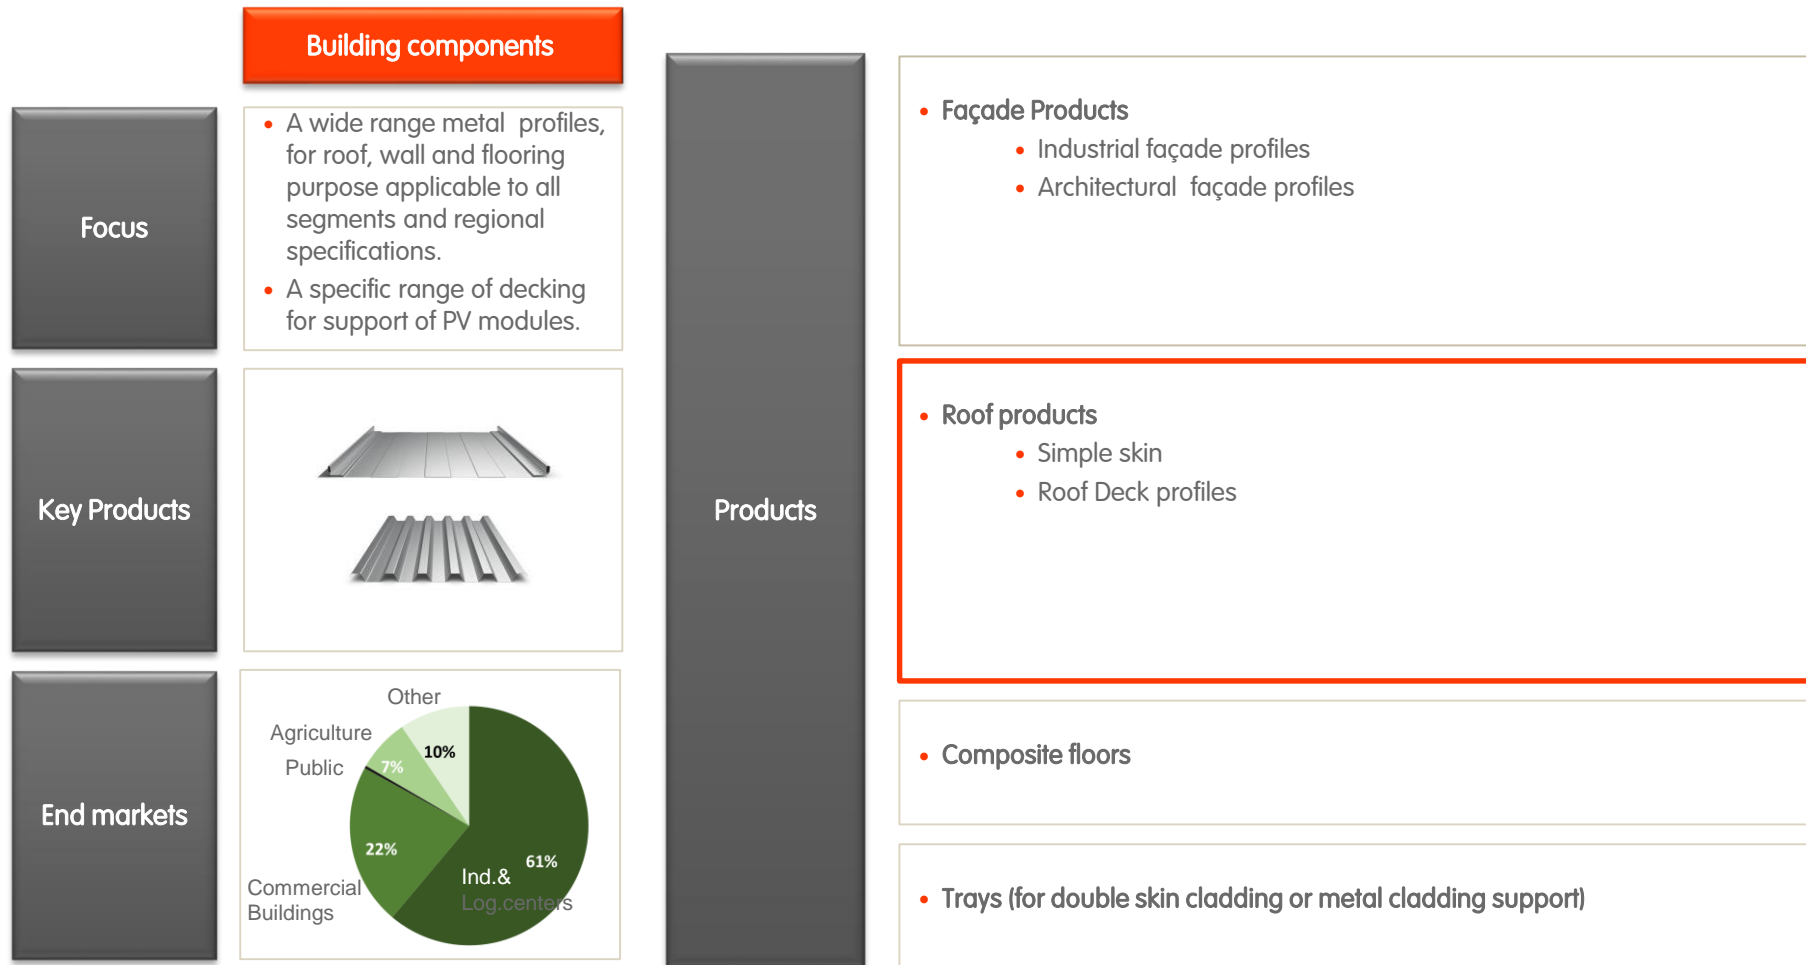 Building components
Focus
• A wide range metal profiles,
for roof, wall and flooring
purpose applicable to all
segments and regional
specifications.
• A specific range of decking
for support of PV modules.
Key Products
End markets
Other
Agriculture
Public
10%
7%
22%
61%
Commercial
Buildings
Ind.&
Log.centers
Products
• Façade Products
• Industrial façade profiles
• Architectural façade profiles
• Roof products
• Simple skin
• Roof Deck profiles
• Composite floors
• Trays (for double skin cladding or metal cladding support)